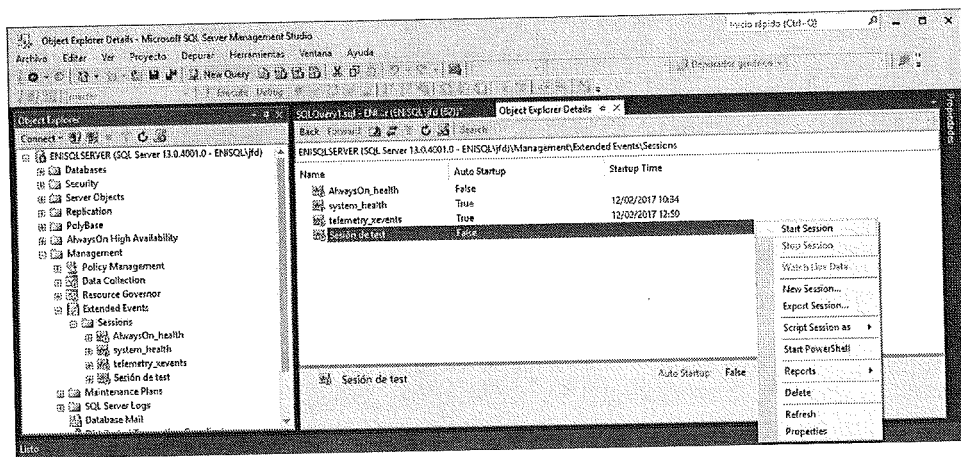 Object Explorer Details - Microsoft SQL Server Management Studio
Inicio rápido (Ctrl+Q)
Archivo Editar Ver Proyecto Depurar Herramientas Ventana Ayuda
New Query
Execute Debug
Object Explorer
Connect
ENISQLSERVER (SQL Server 13.0.4001.0 - ENISQL\jfd)
Databases
Security
Server Objects
Replication
PolyBase
AlwaysOn High Availability
Management
Policy Management
Data Collection
Resource Governor
Extended Events
Sessions
AlwaysOn_health
system_health
telemetry_xevents
Sesión de test
Maintenance Plans
SQL Server Logs
Database Mail
Listo
Object Explorer Details
Back Forward Search
ENISQLSERVER (SQL Server 13.0.4001.0 - ENISQL\jfd)\Management\Extended Events\Sessions
Name Auto Startup Startup Time
AlwaysOn_health False
system_health True 12/02/2017 10:34
telemetry_xevents True 12/02/2017 12:50
Sesión de test False
Start Session
Stop Session
Watch Live Data
New Session...
Export Session...
Script Session as
Start PowerShell
Reports
Delete
Refresh
Properties
Sesión de test Auto Startup False
Properties